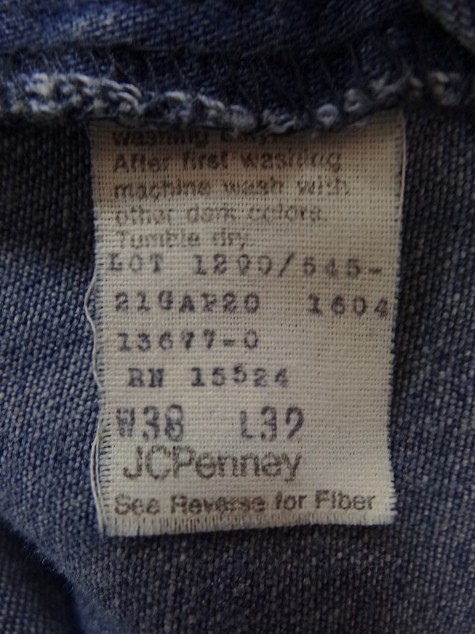 After first washing
machine wash with
other dark colors.
Tumble dry.
LOT 1290/545-
21GAP20 1604
13677-0
RN 15524
W38 L32
JCPenney
See Reverse for Fiber